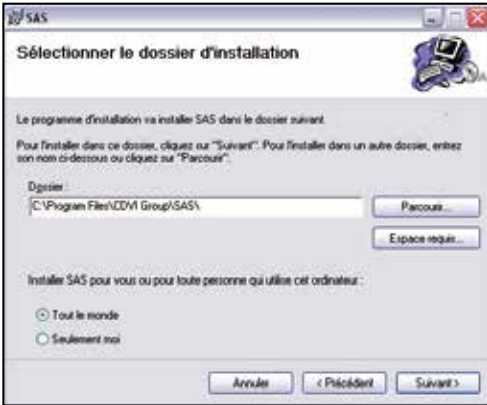 SAS
Sélectionner le dossier d'installation
Le programme d'installation va installer SAS dans le dossier suivant.
Pour l'installer dans ce dossier, cliquez sur "Suivant". Pour l'installer dans un autre dossier, entrez
son nom ci-dessous ou cliquez sur "Parcourir".
Dossier :
C:\Program Files\CDVI Group\SAS\
Parcourir...
Espace requis...
Installer SAS pour vous ou pour toute personne qui utilise cet ordinateur :
Tout le monde
Seulement moi
Annuler
< Précédent
Suivant >